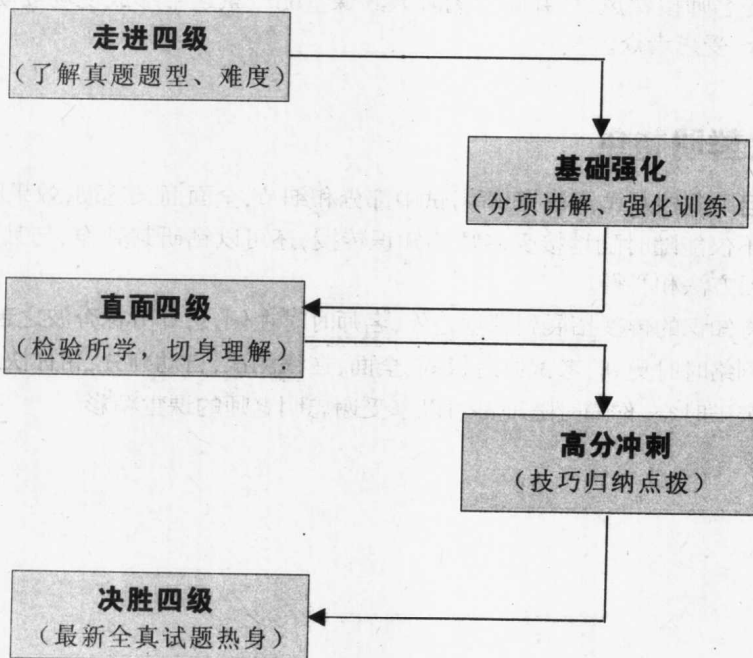 走进四级
（了解真题题型、难度）
基础强化
（分项讲解、强化训练）
直面四级
（检验所学，切身理解）
高分冲刺
（技巧归纳点拨）
决胜四级
（最新全真试题热身）